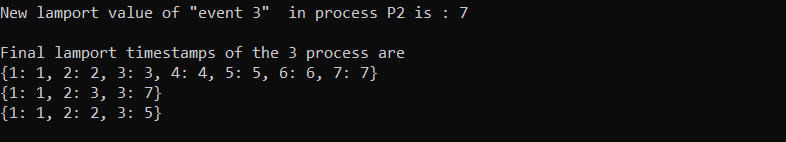 New lamport value of "event 3"  in process P2 is : 7
Final lamport timestamps of the 3 process are
{1: 1, 2: 2, 3: 3, 4: 4, 5: 5, 6: 6, 7: 7}
{1: 1, 2: 3, 3: 7}
{1: 1, 2: 2, 3: 5}